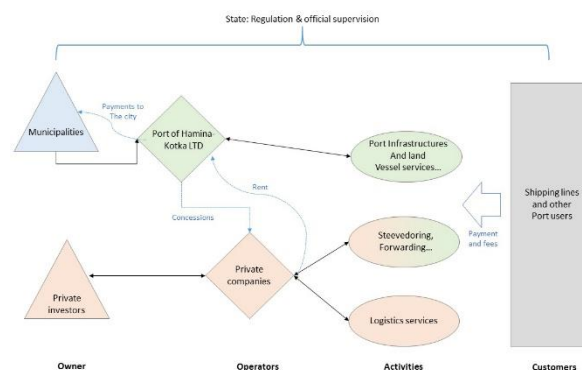 State: Regulation & official supervision
Payments to
The city
Municipalities
Port of Hamina-
Kotka LTD
Port Infrastructures
And land
Vessel services...
Rent
Concessions
Shipping lines
and other
Port users
Payment
and fees
Steevedoring,
Forwarding...
Private
companies
Private
investors
Logistics services
Owner
Operators
Activities
Customers